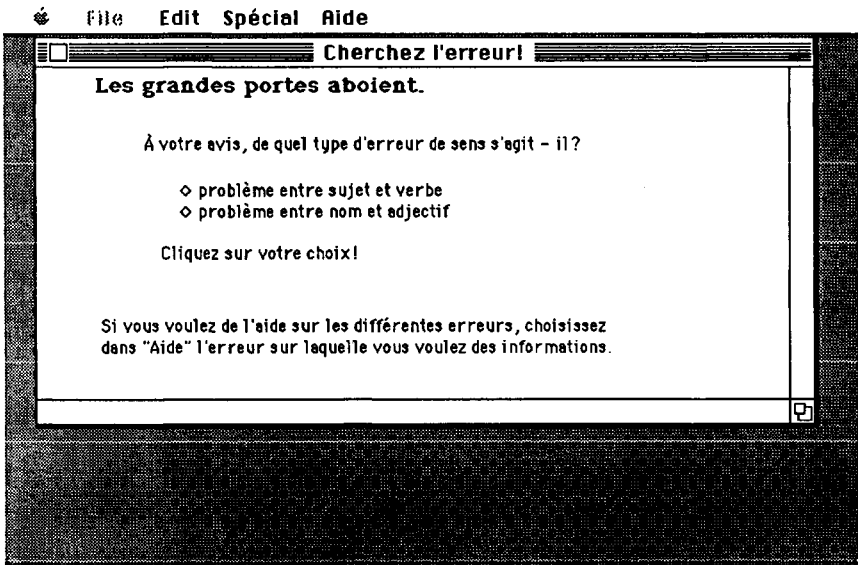 File Edit Spécial Aide
Cherchez l'erreur!
Les grandes portes aboient.
À votre avis, de quel type d'erreur de sens s'agit - il?
◇ problème entre sujet et verbe
◇ problème entre nom et adjectif
Cliquez sur votre choix!
Si vous voulez de l'aide sur les différentes erreurs, choisissez
dans "Aide" l'erreur sur laquelle vous voulez des informations.